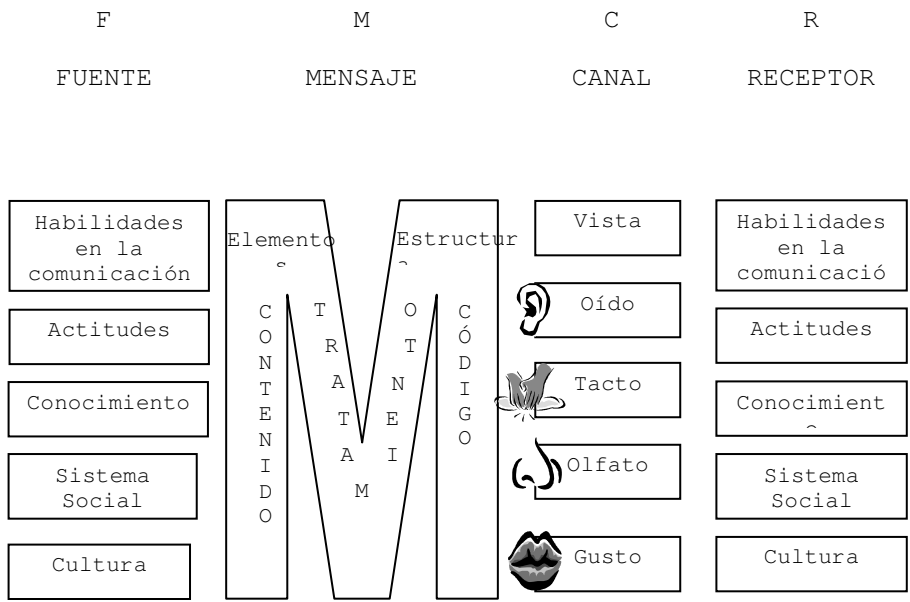 F M C R
FUENTE MENSAJE CANAL RECEPTOR
Habilidades
en la
comunicación
Actitudes
Conocimiento
Sistema
Social
Cultura
Elemento
s
Estructur
a
CONTENIDO
TRATAMIENTO
CÓDIGO
Vista
Oído
Tacto
Olfato
Gusto
Habilidades
en la
comunicació
Actitudes
Conocimient
o
Sistema
Social
Cultura